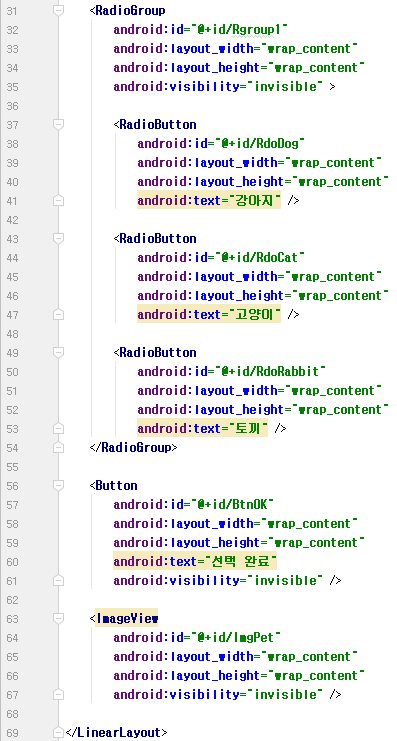 31 <RadioGroup
32 android:id="@+id/Rgroup1"
33 android:layout_width="wrap_content"
34 android:layout_height="wrap_content"
35 android:visibility="invisible" >
36
37 <RadioButton
38 android:id="@+id/RdoDog"
39 android:layout_width="wrap_content"
40 android:layout_height="wrap_content"
41 android:text="강아지" />
42
43 <RadioButton
44 android:id="@+id/RdoCat"
45 android:layout_width="wrap_content"
46 android:layout_height="wrap_content"
47 android:text="고양이" />
48
49 <RadioButton
50 android:id="@+id/RdoRabbit"
51 android:layout_width="wrap_content"
52 android:layout_height="wrap_content"
53 android:text="토끼" />
54 </RadioGroup>
55
56 <Button
57 android:id="@+id/BtnOK"
58 android:layout_width="wrap_content"
59 android:layout_height="wrap_content"
60 android:text="선택 완료"
61 android:visibility="invisible" />
62
63 <ImageView
64 android:id="@+id/ImgPet"
65 android:layout_width="wrap_content"
66 android:layout_height="wrap_content"
67 android:visibility="invisible" />
68
69 </LinearLayout>